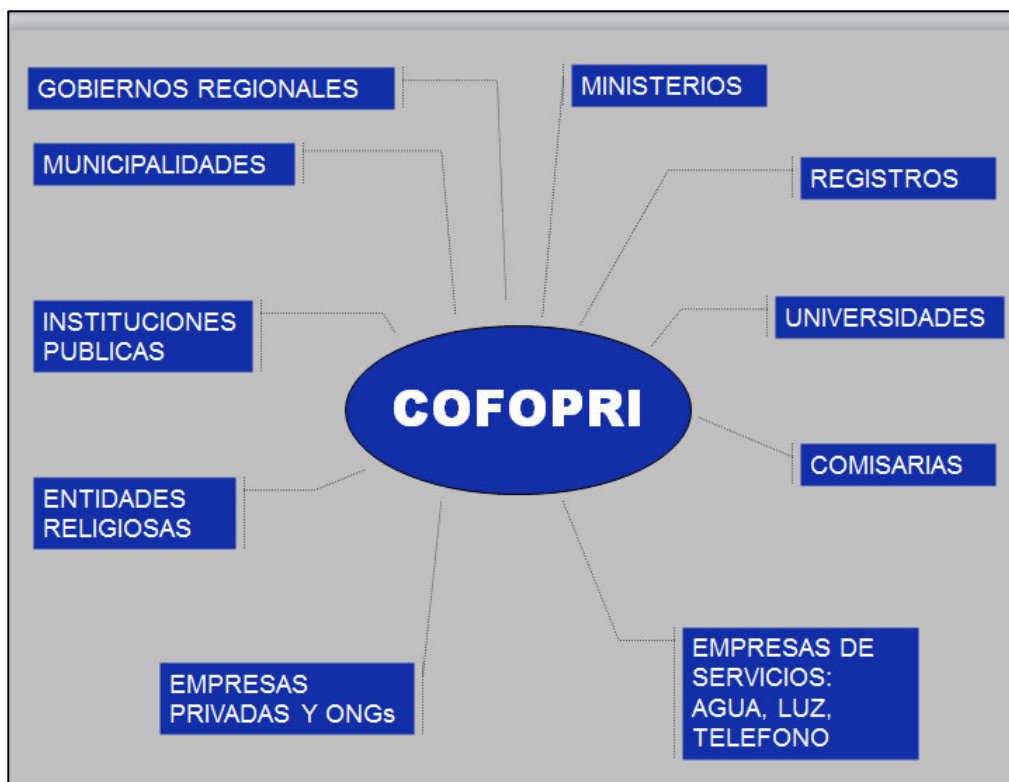 GOBIERNOS REGIONALES
MINISTERIOS
MUNICIPALIDADES
REGISTROS
INSTITUCIONES
PUBLICAS
UNIVERSIDADES
COFOPRI
COMISARIAS
ENTIDADES
RELIGIOSAS
EMPRESAS
PRIVADAS Y ONGs
EMPRESAS DE
SERVICIOS:
AGUA, LUZ,
TELEFONO